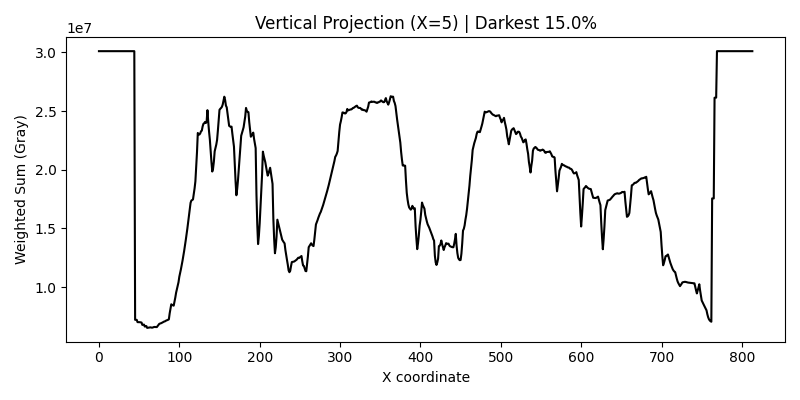 Vertical Projection (X=5) | Darkest 15.0%
1e7
3.0
2.5
2.0
1.5
1.0
Weighted Sum (Gray)
0 100 200 300 400 500 600 700 800
X coordinate